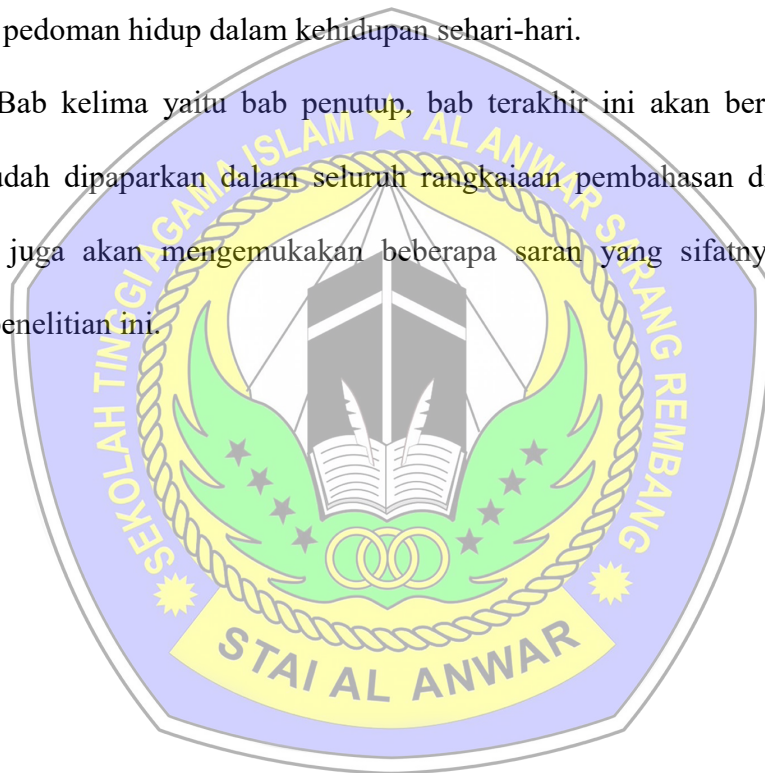 pedoman hidup dalam kehidupan sehari-hari.
Bab kelima yaitu bab penutup, bab terakhir ini akan ber
udah dipaparkan dalam seluruh rangkaiaan pembahasan d
juga akan mengemukakan beberapa saran yang sifatny
penelitian ini.
SEKOLAH TINGGI AGAMA ISLAM AL ANWAR SARANG REMBANG
STAI AL ANWAR